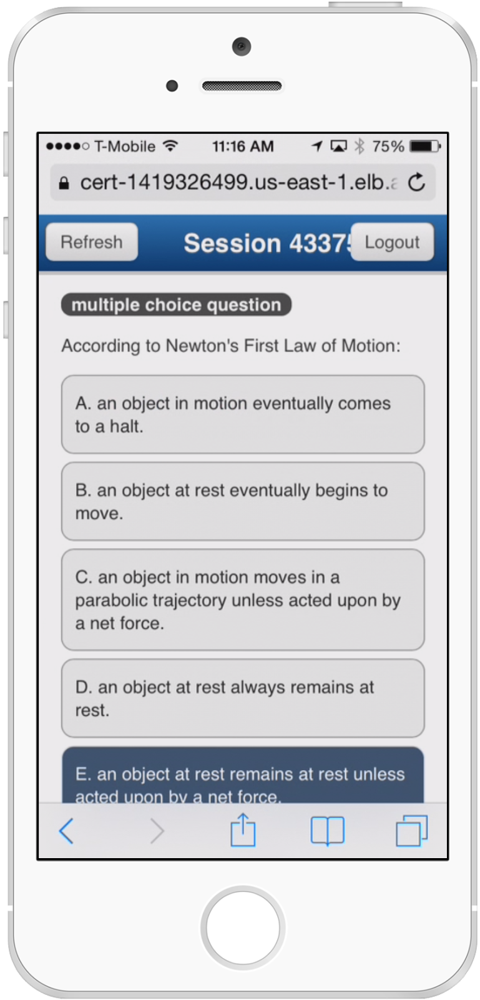 T-Mobile 11:16 AM 75%
cert-1419326499.us-east-1.elb.
Refresh Session 4337 Logout
multiple choice question
According to Newton's First Law of Motion:
A. an object in motion eventually comes
to a halt.
B. an object at rest eventually begins to
move.
C. an object in motion moves in a
parabolic trajectory unless acted upon by
a net force.
D. an object at rest always remains at
rest.
E. an object at rest remains at rest unless
acted upon by a net force.